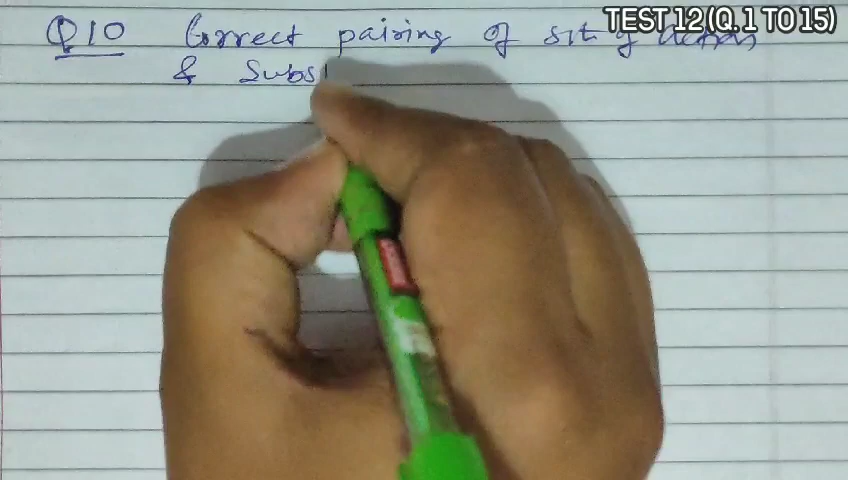 TEST 12 (Q. 1 TO 15)
Q10 Correct pairing of site of action
& Subs